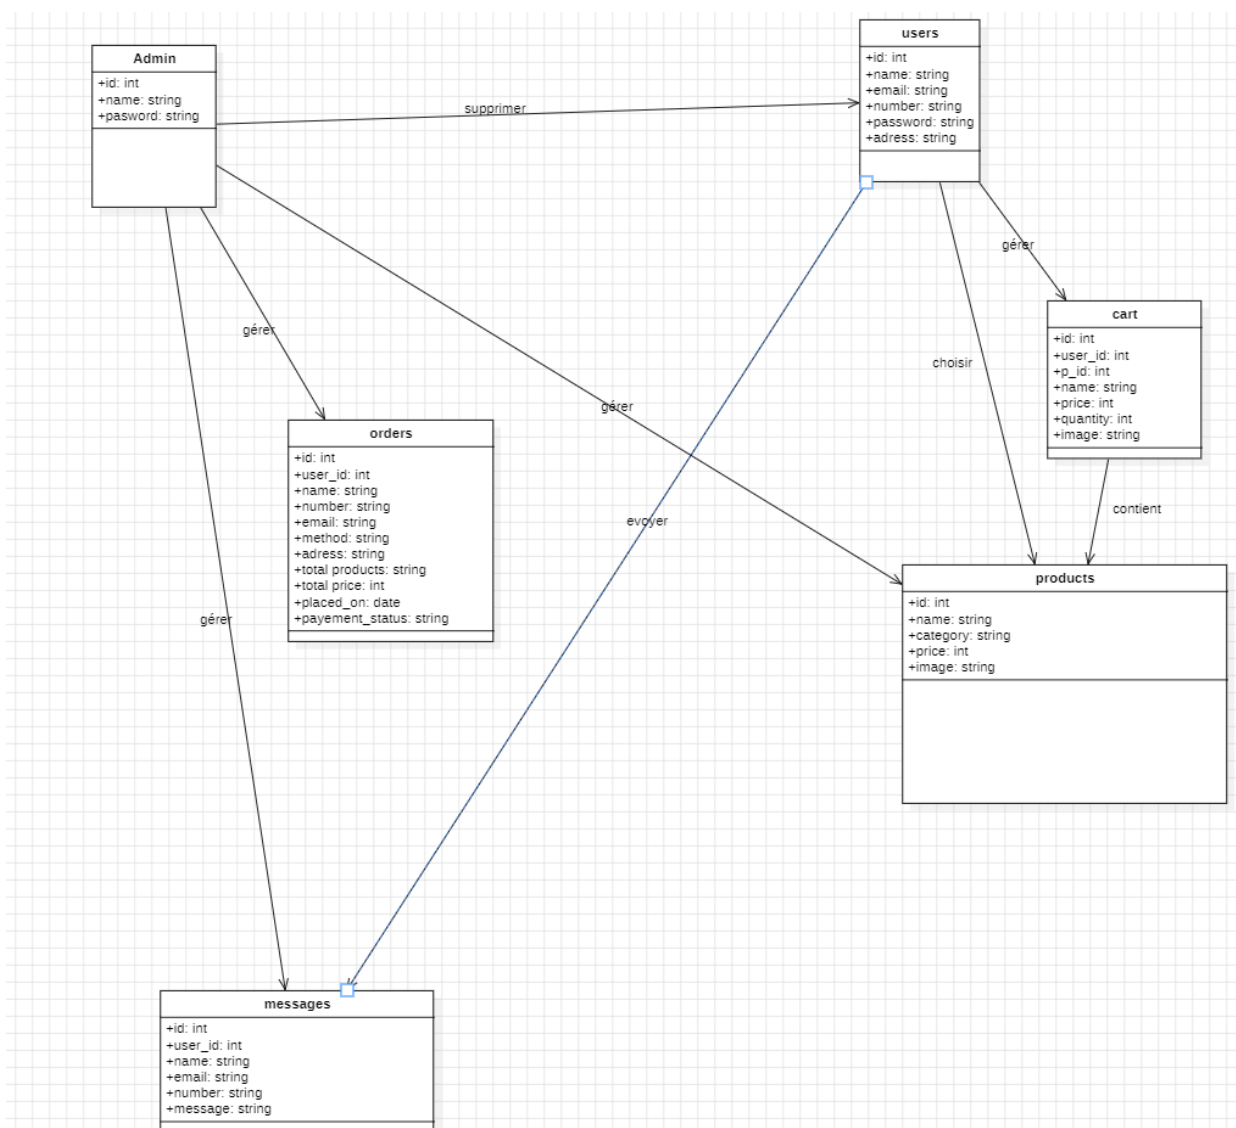 Admin
+id: int
+name: string
+pasword: string
supprimer
users
+id: int
+name: string
+email: string
+number: string
+password: string
+adress: string
gérer
cart
+id: int
+user_id: int
+p_id: int
+name: string
+price: int
+quantity: int
+image: string
choisir
gérer
gérer
orders
+id: int
+user_id: int
+name: string
+number: string
+email: string
+method: string
+adress: string
+total products: string
+total price: int
+placed_on: date
+payement_status: string
evoyer
contient
products
+id: int
+name: string
+category: string
+price: int
+image: string
gérer
messages
+id: int
+user_id: int
+name: string
+email: string
+number: string
+message: string